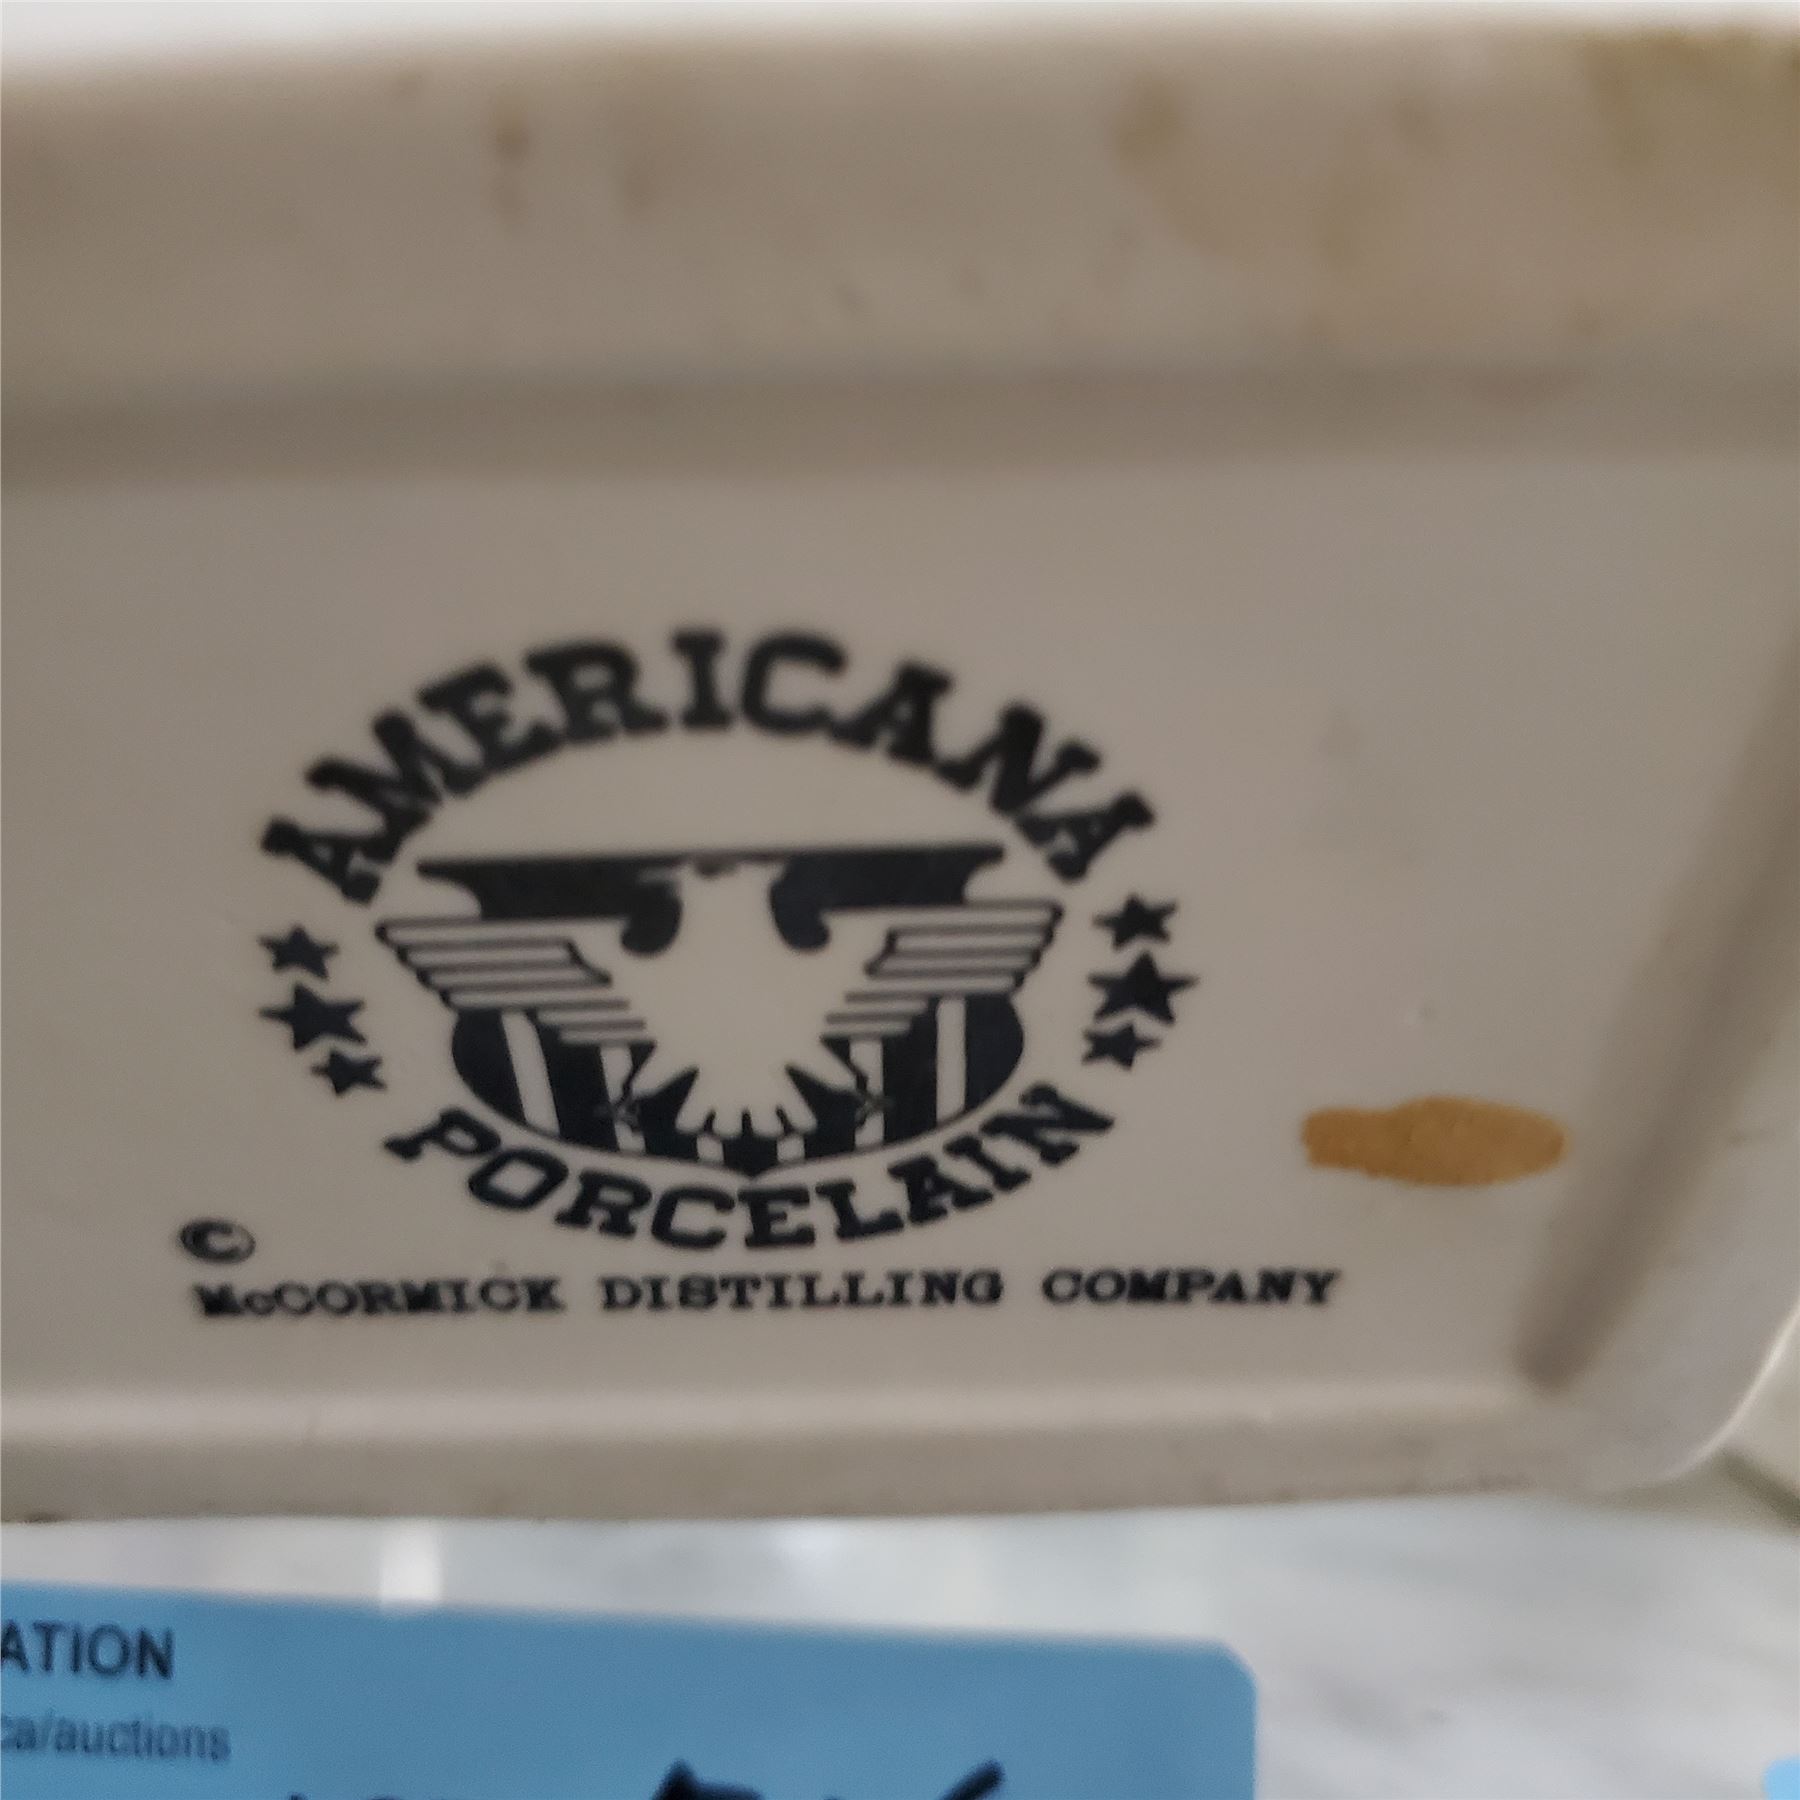 AMERICANA
PORCELAIN
©
McCORMICK DISTILLING COMPANY
ATION
ca/auctions